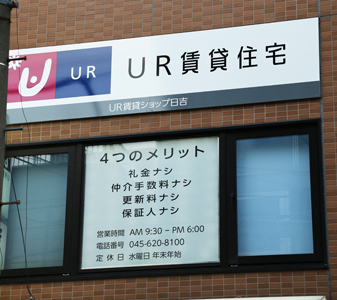 UR UR賃貸住宅
UR賃貸ショップ日吉
4つのメリット
礼金ナシ
仲介手数料ナシ
更新料ナシ
保証人ナシ
営業時間 AM 9:30 - PM 6:00
電話番号 045-620-8100
定休日 水曜日 年末年始